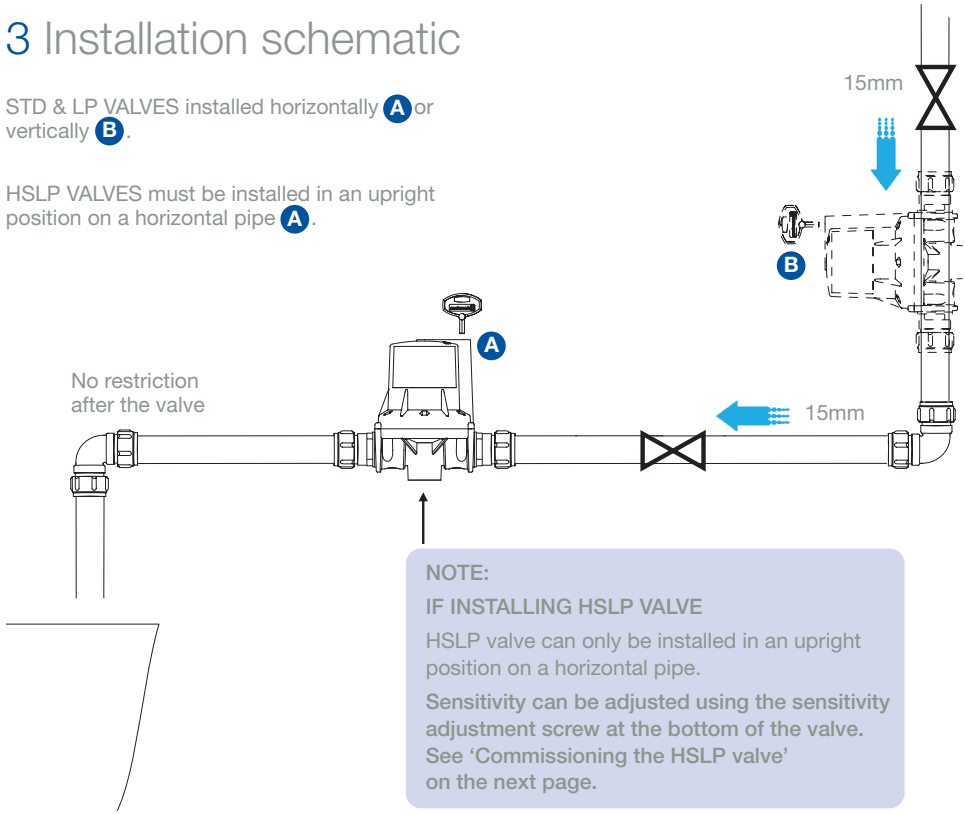 3 Installation schematic
STD & LP VALVES installed horizontally A or
vertically B.
HSLP VALVES must be installed in an upright
position on a horizontal pipe A.
15mm
B
A
No restriction
after the valve
15mm
NOTE:
IF INSTALLING HSLP VALVE
HSLP valve can only be installed in an upright
position on a horizontal pipe.
Sensitivity can be adjusted using the sensitivity
adjustment screw at the bottom of the valve.
See ‘Commissioning the HSLP valve’
on the next page.